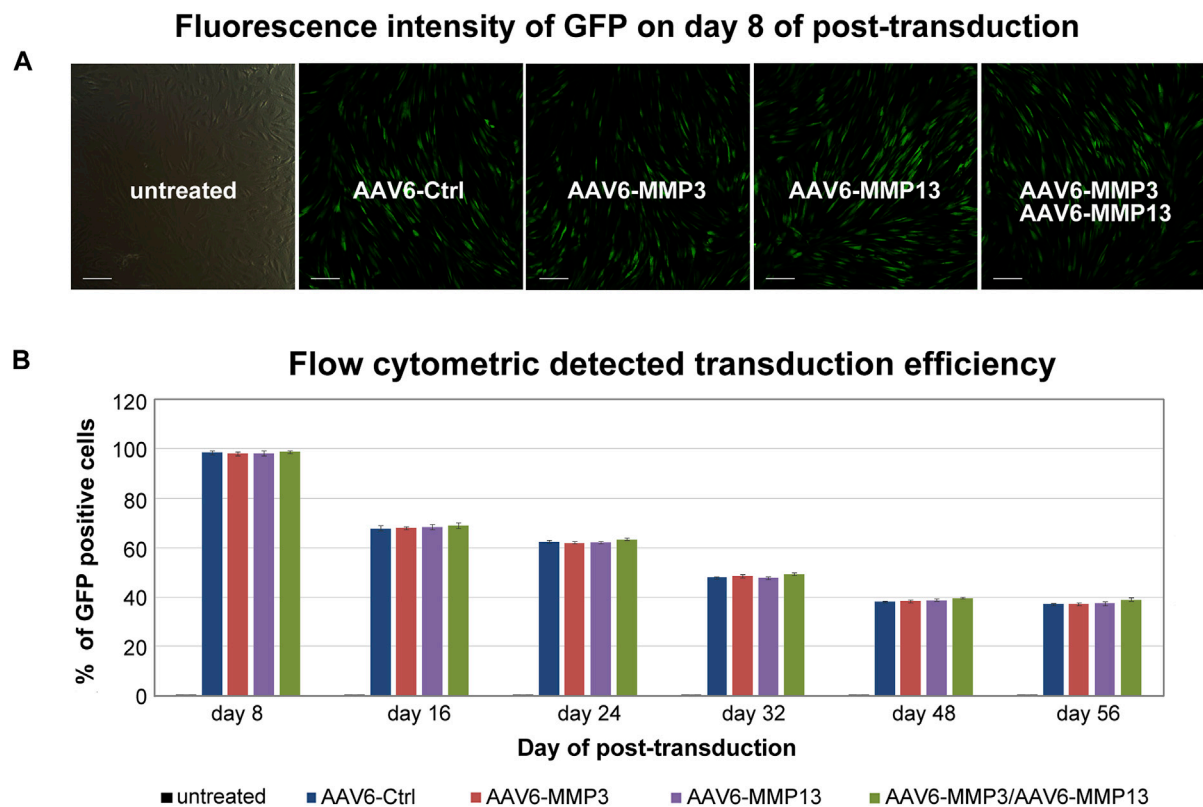 Fluorescence intensity of GFP on day 8 of post-transduction
A
untreated
AAV6-Ctrl
AAV6-MMP3
AAV6-MMP13
AAV6-MMP3
AAV6-MMP13
B
Flow cytometric detected transduction efficiency
% of GFP positive cells
120
100
80
60
40
20
0
day 8 day 16 day 24 day 32 day 48 day 56
Day of post-transduction
untreated AAV6-Ctrl AAV6-MMP3 AAV6-MMP13 AAV6-MMP3/AAV6-MMP13